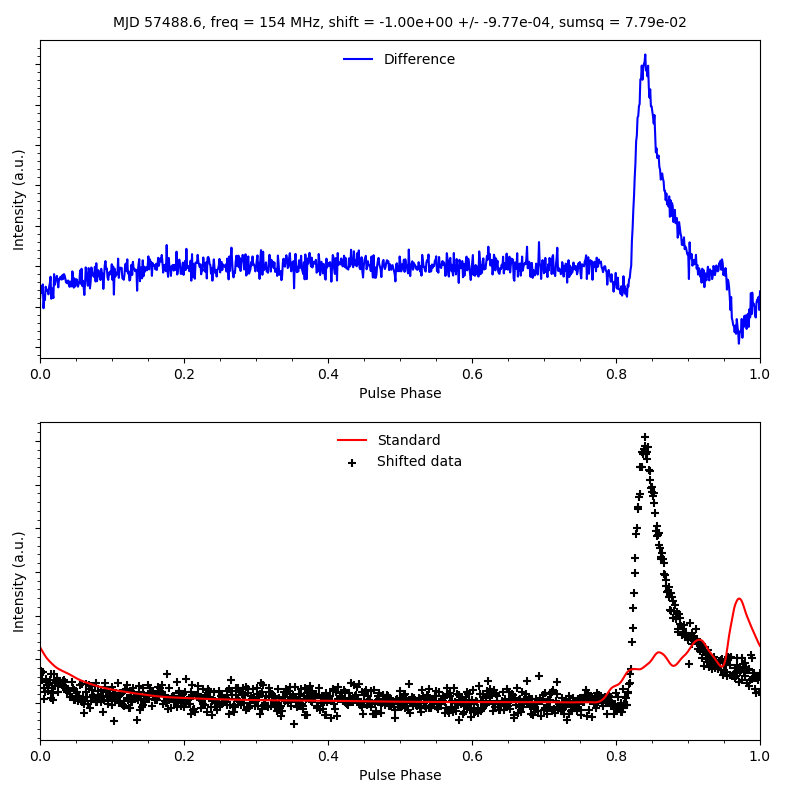 MJD 57488.6, freq = 154 MHz, shift = -1.00e+00 +/- -9.77e-04, sumsq = 7.79e-02
Difference
Intensity (a.u.)
0.0 0.2 0.4 0.6 0.8 1.0
Pulse Phase
Standard
Shifted data
Intensity (a.u.)
0.0 0.2 0.4 0.6 0.8 1.0
Pulse Phase